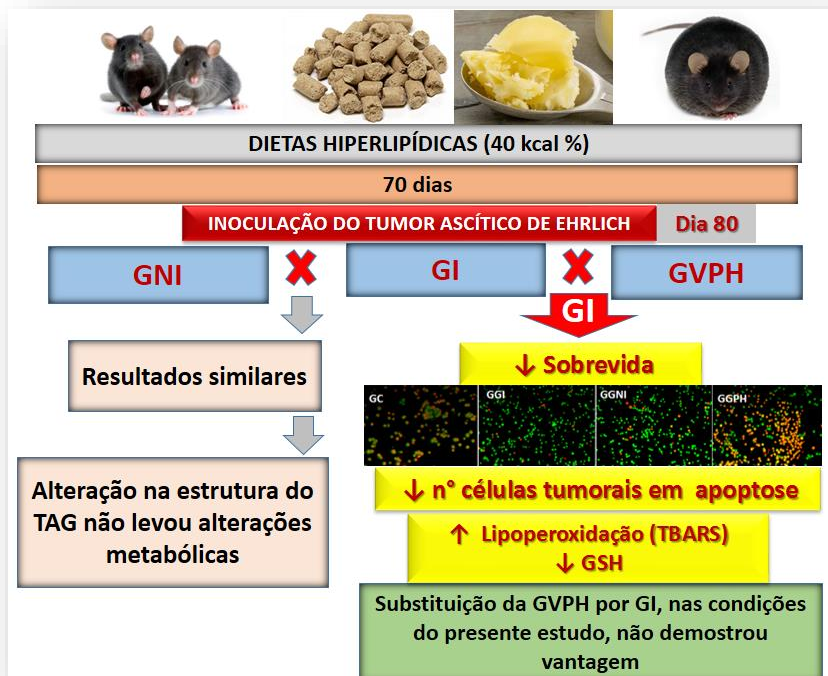 DIETAS HIPERLIPÍDICAS (40 kcal %)
70 dias
INOCULAÇÃO DO TUMOR ASCÍTICO DE EHRLICH
Dia 80
GNI
GI
GVPH
GI
Resultados similares
Alteração na estrutura do
TAG não levou alterações
metabólicas
↓ Sobrevida
GC
GGI
GGNI
GGPH
↓ n° células tumorais em apoptose
↑ Lipoperoxidação (TBARS)
↓ GSH
Substituição da GVPH por GI, nas condições
do presente estudo, não demostrou
vantagem